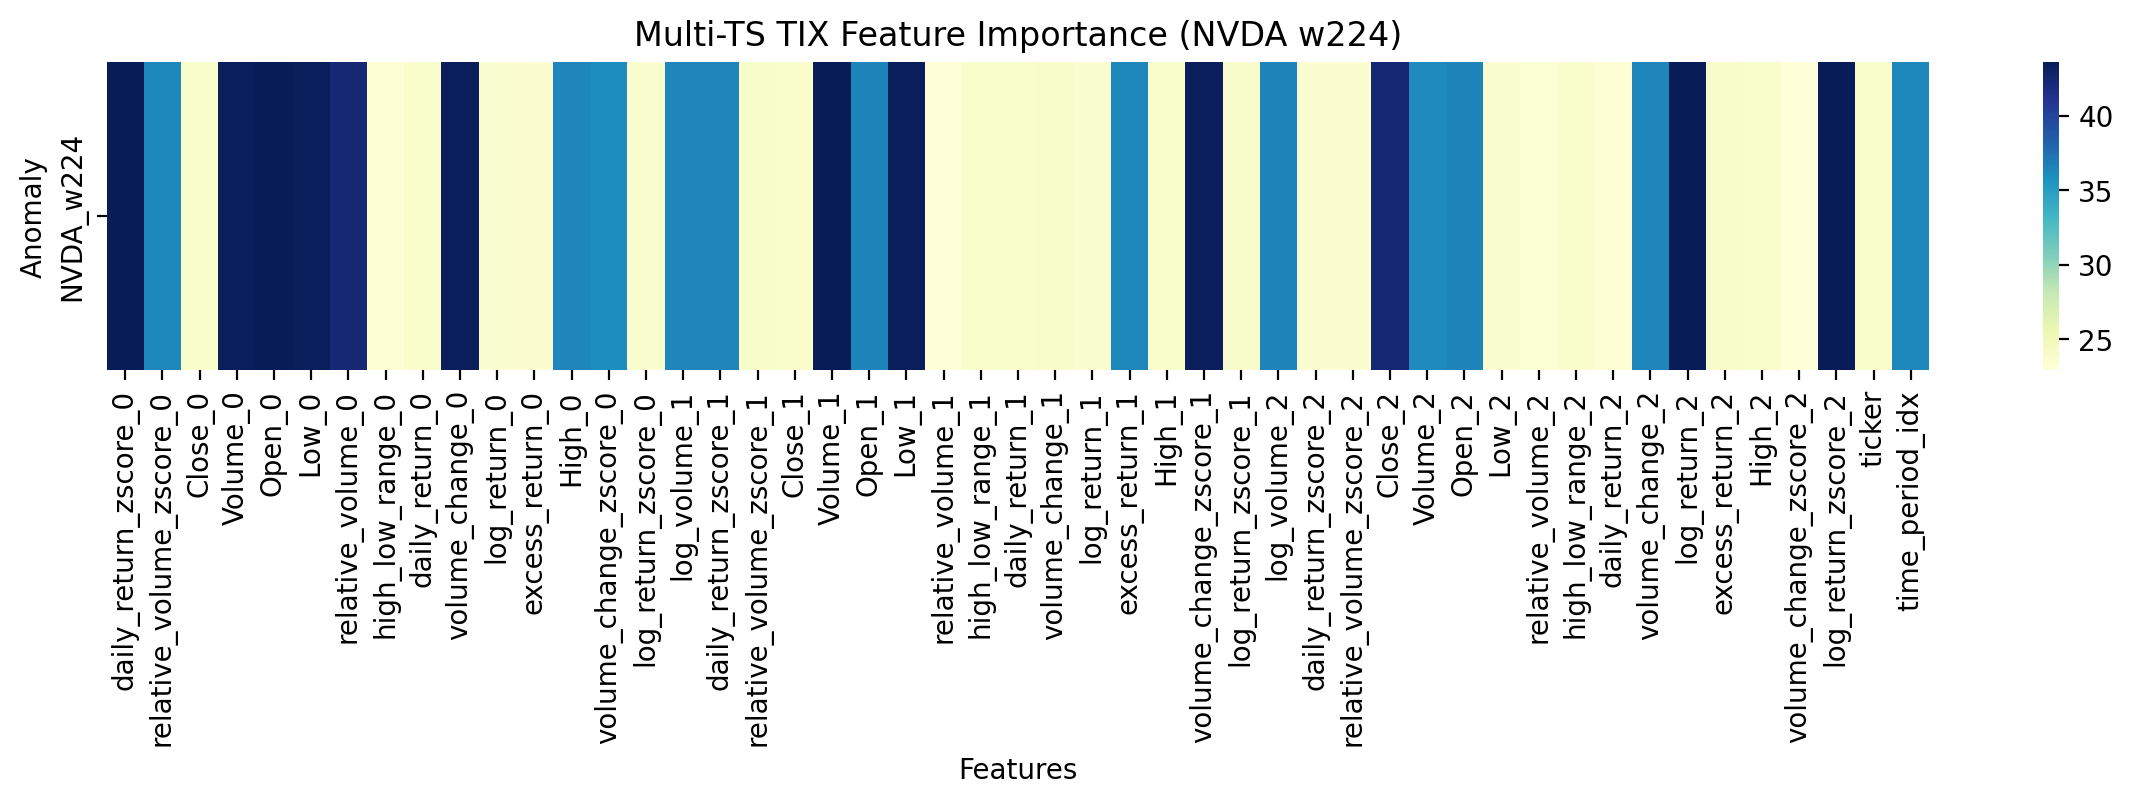 Multi-TS TIX Feature Importance (NVDA w224)
Anomaly
NVDA_w224
40
35
30
25
daily_return_zscore_0
relative_volume_zscore_0
Close_0
Volume_0
Open_0
Low_0
relative_volume_0
high_low_range_0
daily_return_0
volume_change_0
log_return_0
excess_return_0
High_0
volume_change_zscore_0
log_return_zscore_0
log_volume_1
daily_return_zscore_1
relative_volume_zscore_1
Close_1
Volume_1
Open_1
Low_1
relative_volume_1
high_low_range_1
daily_return_1
volume_change_1
log_return_1
excess_return_1
High_1
volume_change_zscore_1
log_return_zscore_1
log_volume_2
daily_return_zscore_2
relative_volume_zscore_2
Close_2
Volume_2
Open_2
Low_2
relative_volume_2
high_low_range_2
daily_return_2
volume_change_2
log_return_2
excess_return_2
High_2
volume_change_zscore_2
log_return_zscore_2
ticker
time_period_idx
Features